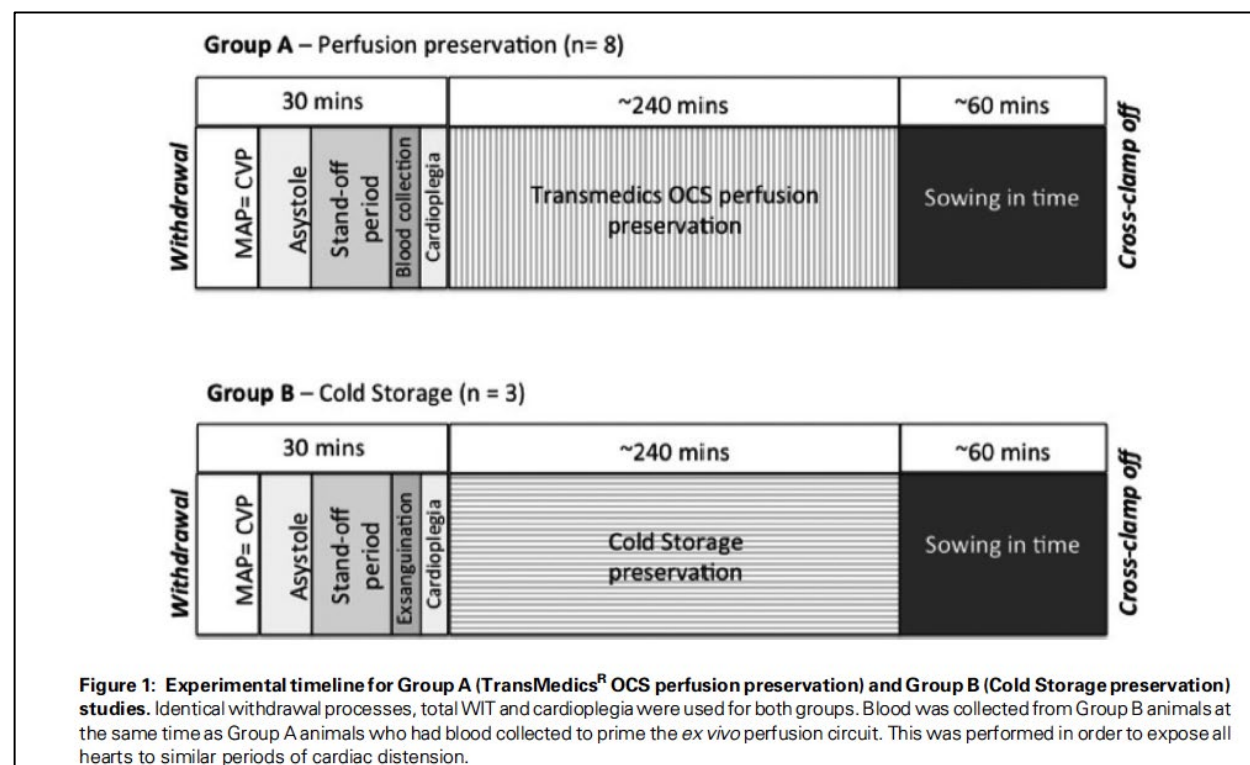 Group A – Perfusion preservation (n= 8)
30 mins
~240 mins
~60 mins
Withdrawal
MAP= CVP
Asystole
Stand-off
period
Blood collection
Cardioplegia
Transmedics OCS perfusion
preservation
Sowing in time
Cross-clamp off
Group B – Cold Storage (n = 3)
30 mins
~240 mins
~60 mins
Withdrawal
MAP= CVP
Asystole
Stand-off
period
Exsanguination
Cardioplegia
Cold Storage
preservation
Sowing in time
Cross-clamp off
Figure 1: Experimental timeline for Group A (TransMedicsᴿ OCS perfusion preservation) and Group B (Cold Storage preservation)
studies. Identical withdrawal processes, total WIT and cardioplegia were used for both groups. Blood was collected from Group B animals at
the same time as Group A animals who had blood collected to prime the ex vivo perfusion circuit. This was performed in order to expose all
hearts to similar periods of cardiac distension.